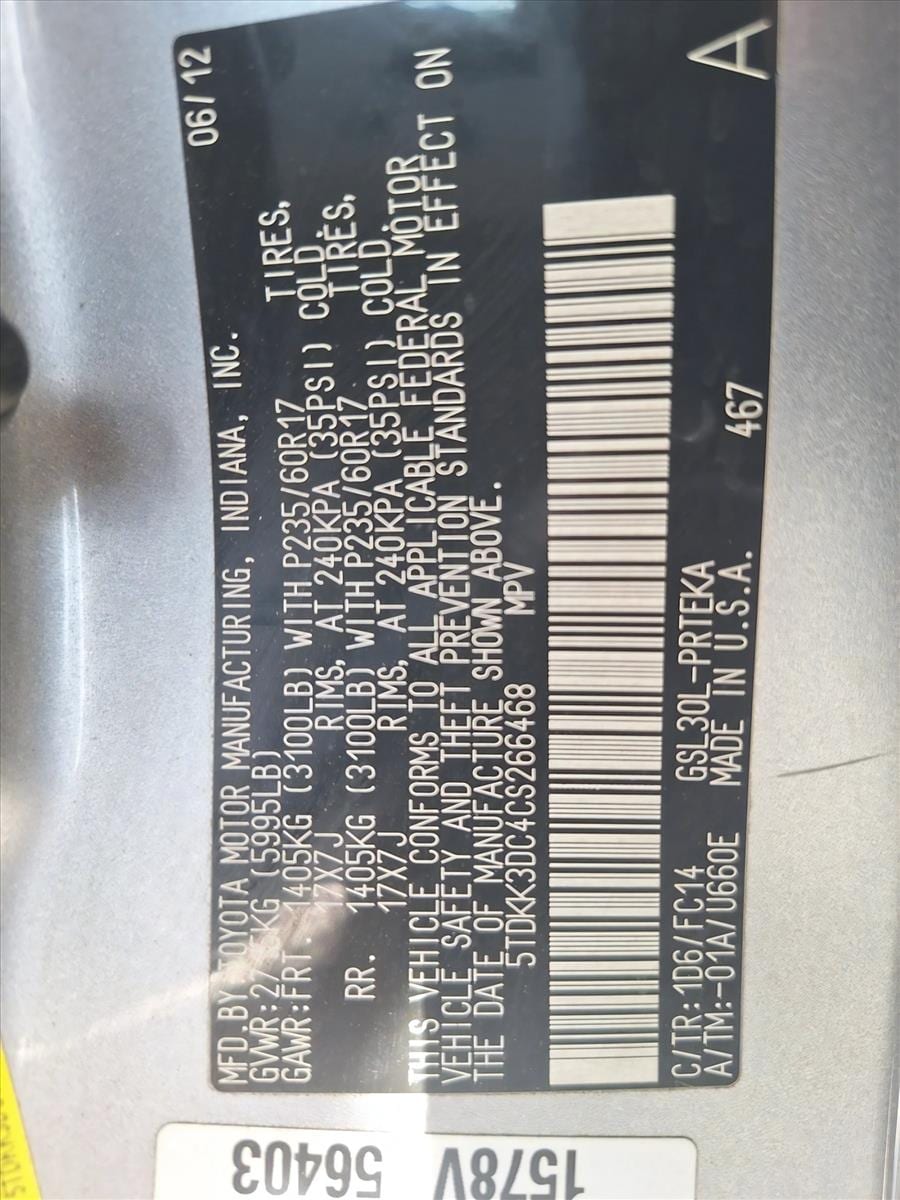 06/12
MFD.BY TOYOTA MOTOR MANUFACTURING, INDIANA, INC.
GVWR: KG (5995LB)
GAWR:FRT. 1405KG (3100LB) WITH P235/60R17 TIRES,
17X7J RIMS, AT 240KPA (35PSI) COLD
RR. 1405KG (3100LB) WITH P235/60R17 TIRES,
17X7J RIMS, AT 240KPA (35PSI) COLD.
THIS VEHICLE CONFORMS TO ALL APPLICABLE FEDERAL MOTOR
VEHICLE SAFETY AND THEFT PREVENTION STANDARDS IN EFFECT ON
THE DATE OF MANUFACTURE SHOWN ABOVE.
5TDKK3DC4CS266468 MPV
C/TR:1D6/FC14 GSL30L-PRTEKA
A/TM:-01A/U660E MADE IN U.S.A. 467 A
56403
1578V